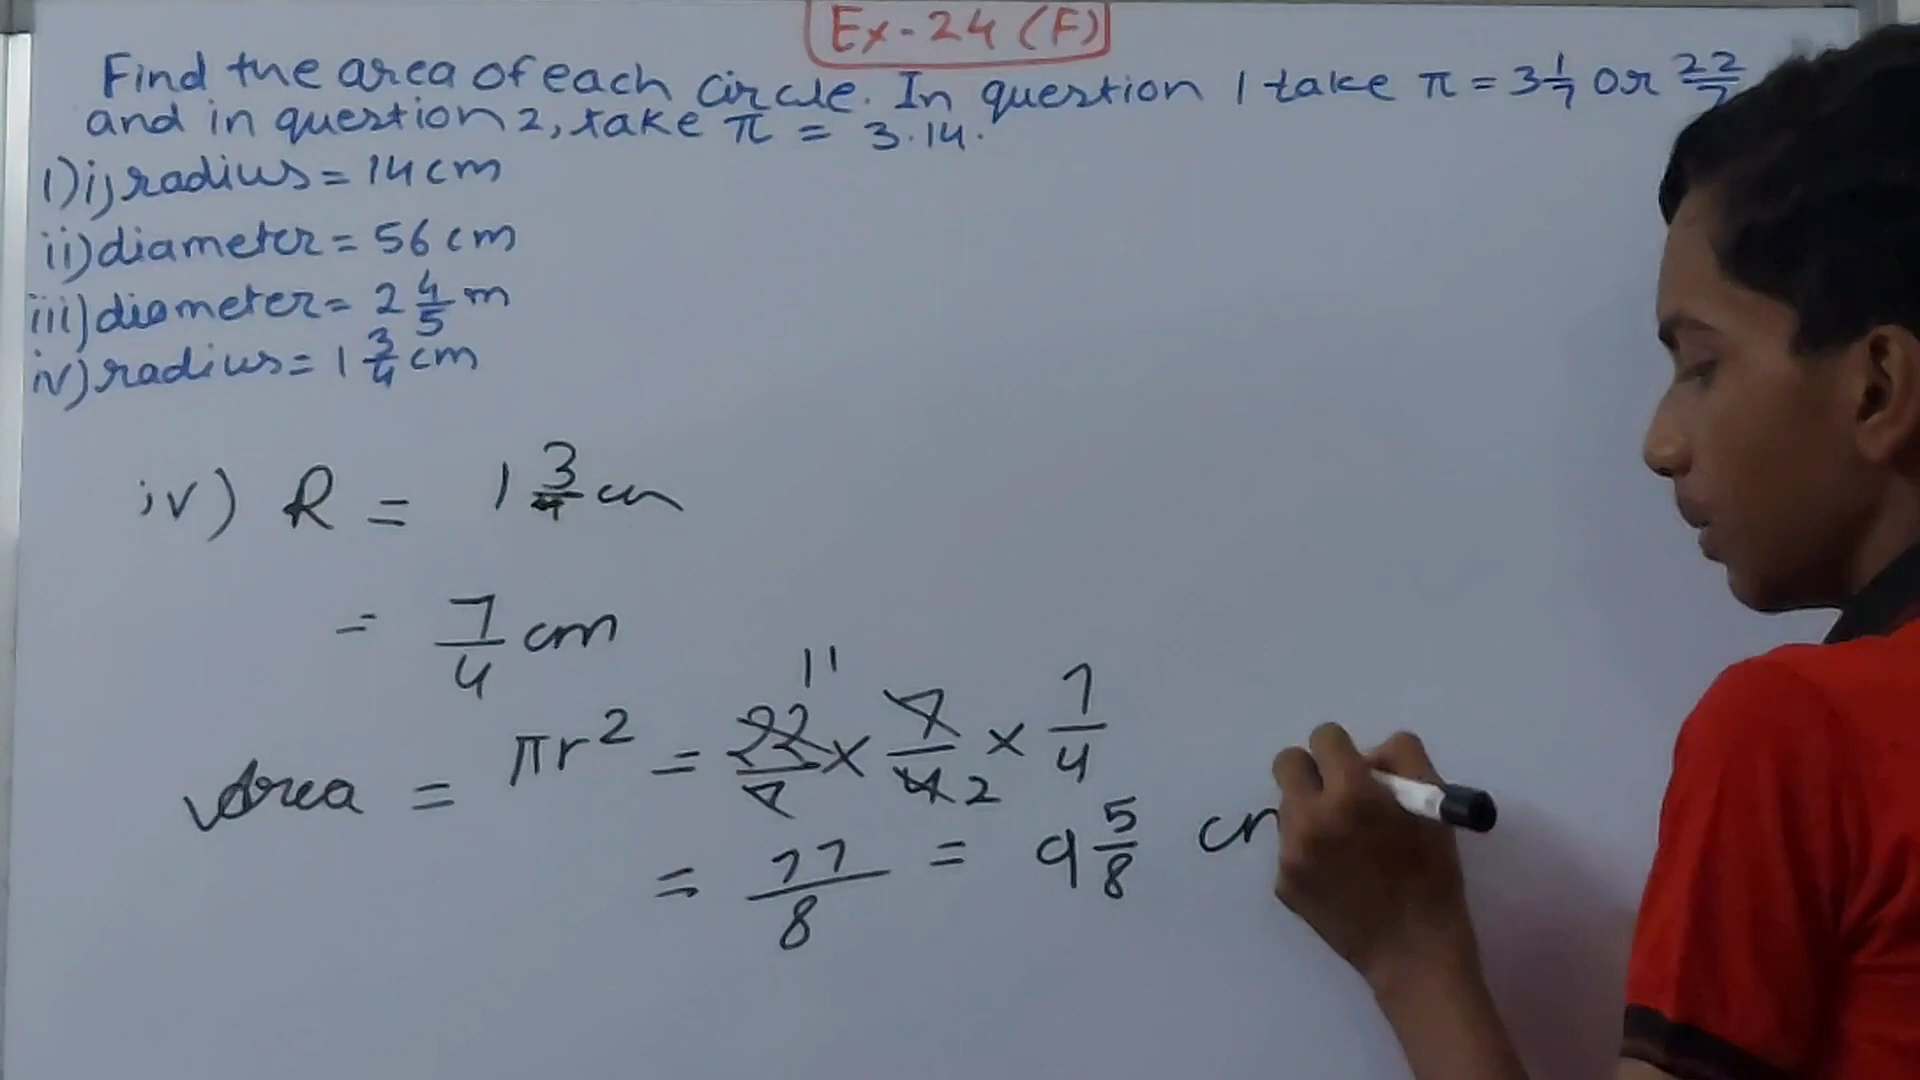 Ex-24 (F)
Find the area of each circle. In question 1 take π = 3 1/7 or 22/7
and in question 2, take π = 3.14.
1) i) radius = 14 cm
ii) diameter = 56 cm
iii) diameter = 2 4/5 m
iv) radius = 1 3/4 cm
iv) R = 1 3/4 cm
= 7/4 cm
11
Area = πr² = 22/7 × 7/4 2 × 7/4
= 77/8 = 9 5/8 cm